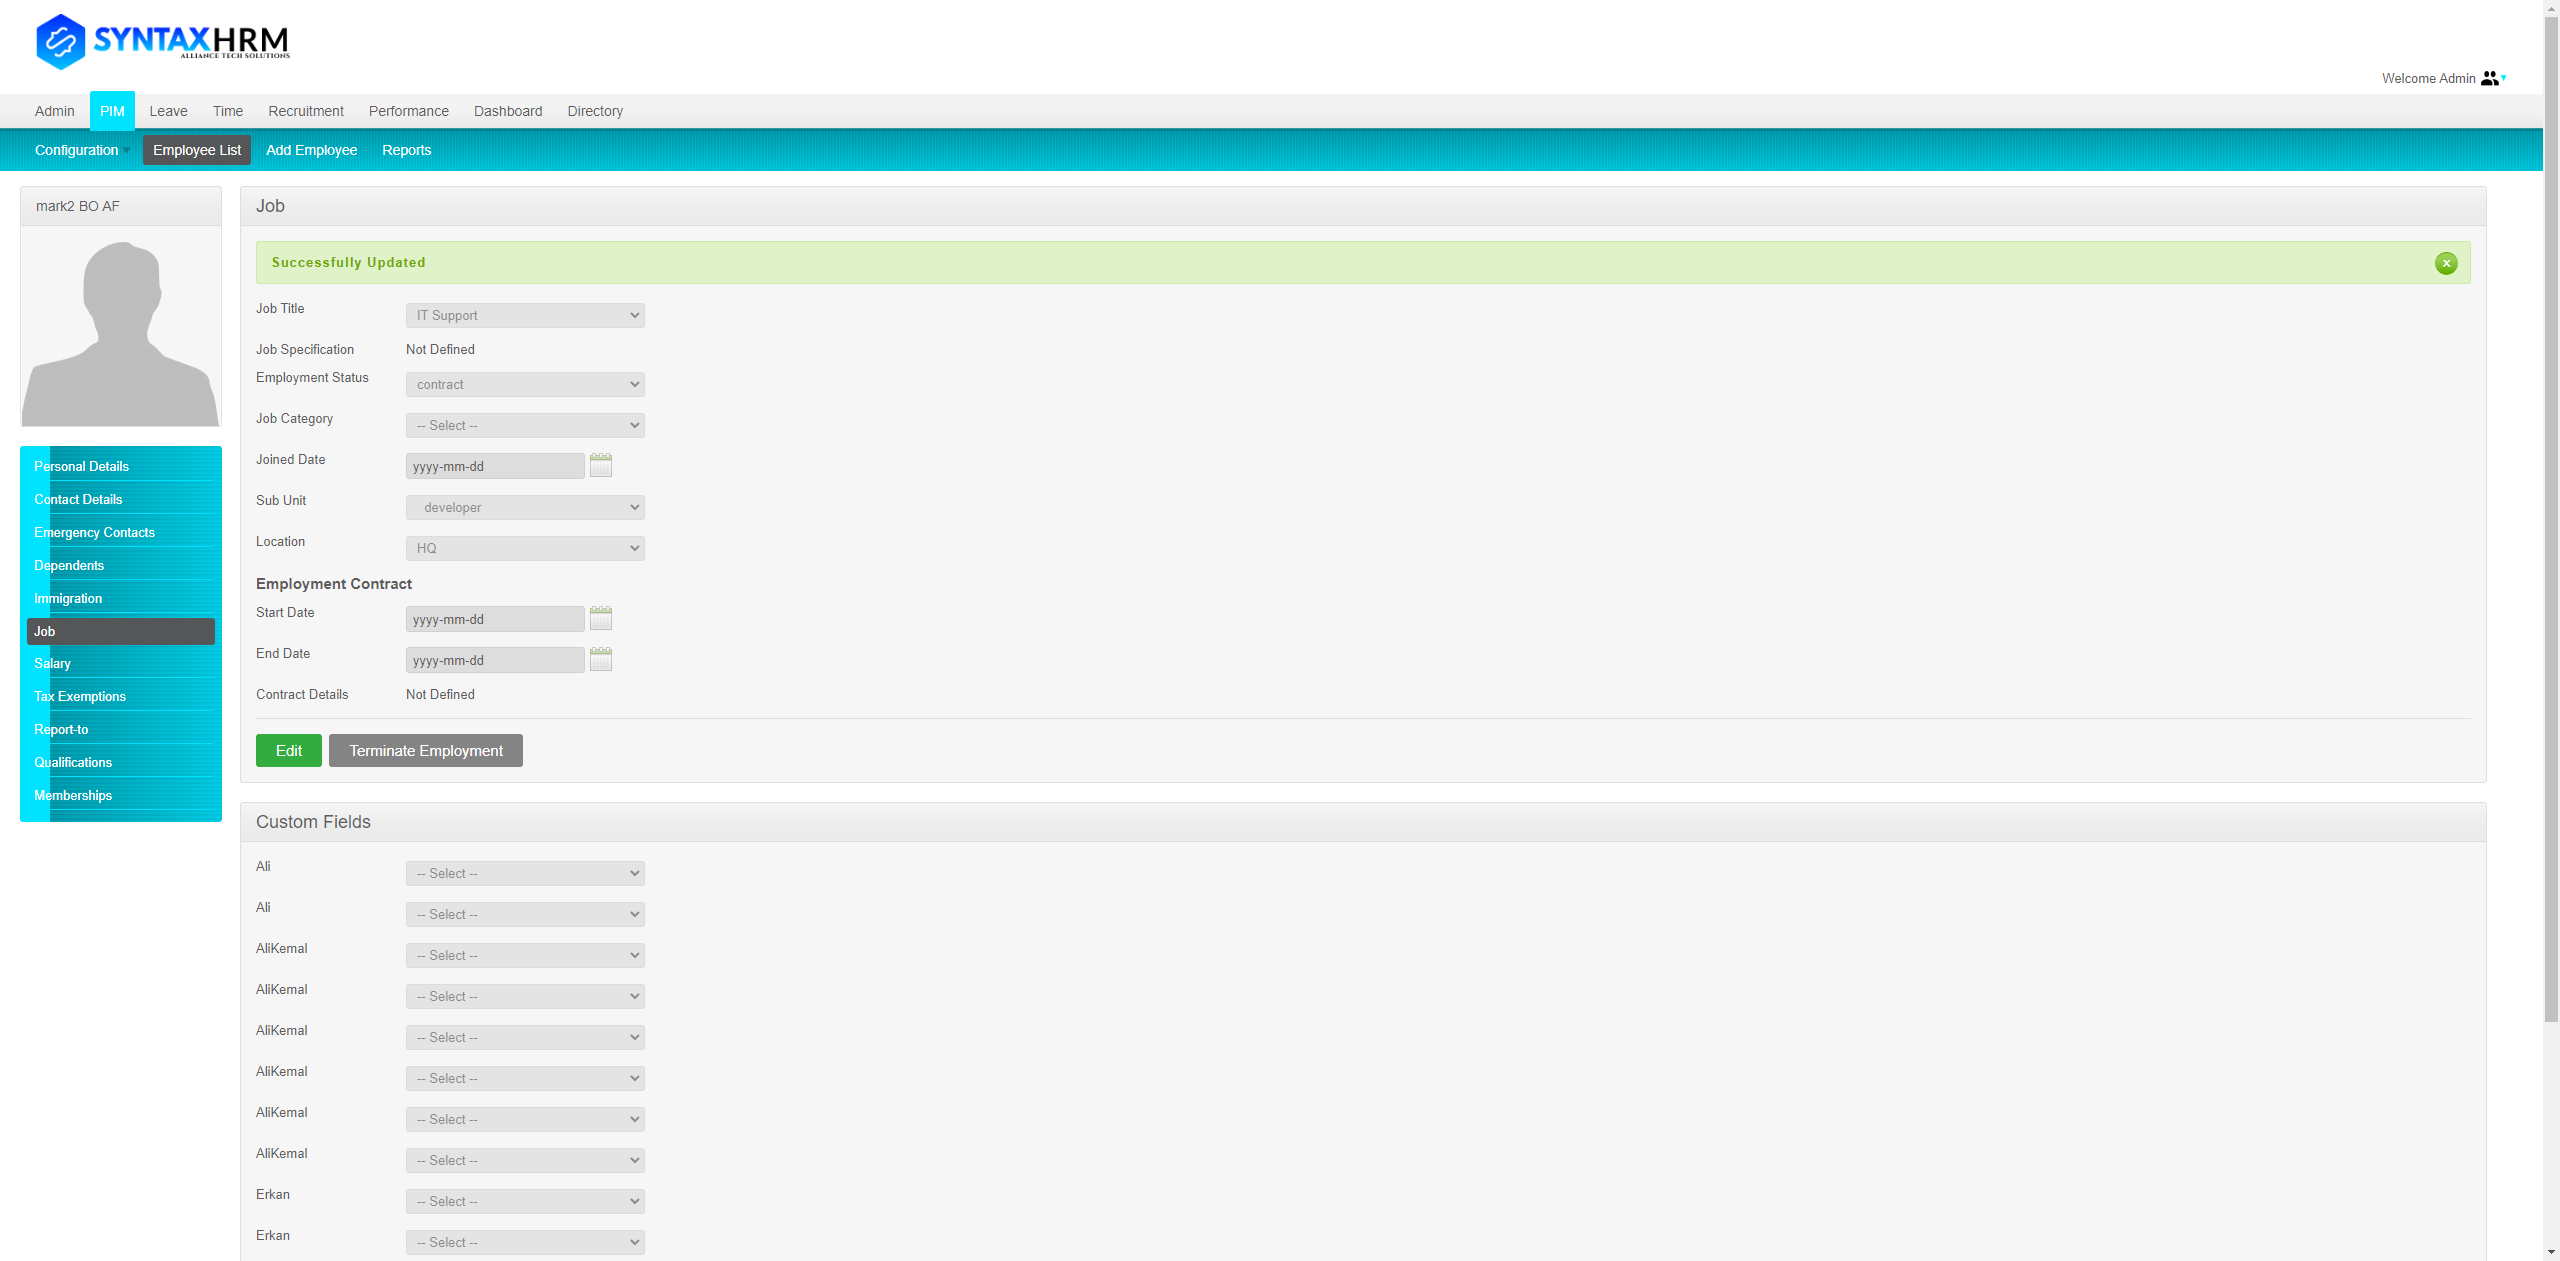 SYNTAXHRM
ALLIANCE TECH SOLUTIONS
Welcome Admin
Admin PIM Leave Time Recruitment Performance Dashboard Directory
Configuration Employee List Add Employee Reports
mark2 BO AF
Personal Details
Contact Details
Emergency Contacts
Dependents
Immigration
Job
Salary
Tax Exemptions
Report-to
Qualifications
Memberships
Job
Successfully Updated
x
Job Title IT Support
Job Specification Not Defined
Employment Status contract
Job Category -- Select --
Joined Date yyyy-mm-dd
Sub Unit developer
Location HQ
Employment Contract
Start Date yyyy-mm-dd
End Date yyyy-mm-dd
Contract Details Not Defined
Edit Terminate Employment
Custom Fields
Ali -- Select --
Ali -- Select --
AliKemal -- Select --
AliKemal -- Select --
AliKemal -- Select --
AliKemal -- Select --
AliKemal -- Select --
AliKemal -- Select --
Erkan -- Select --
Erkan -- Select --